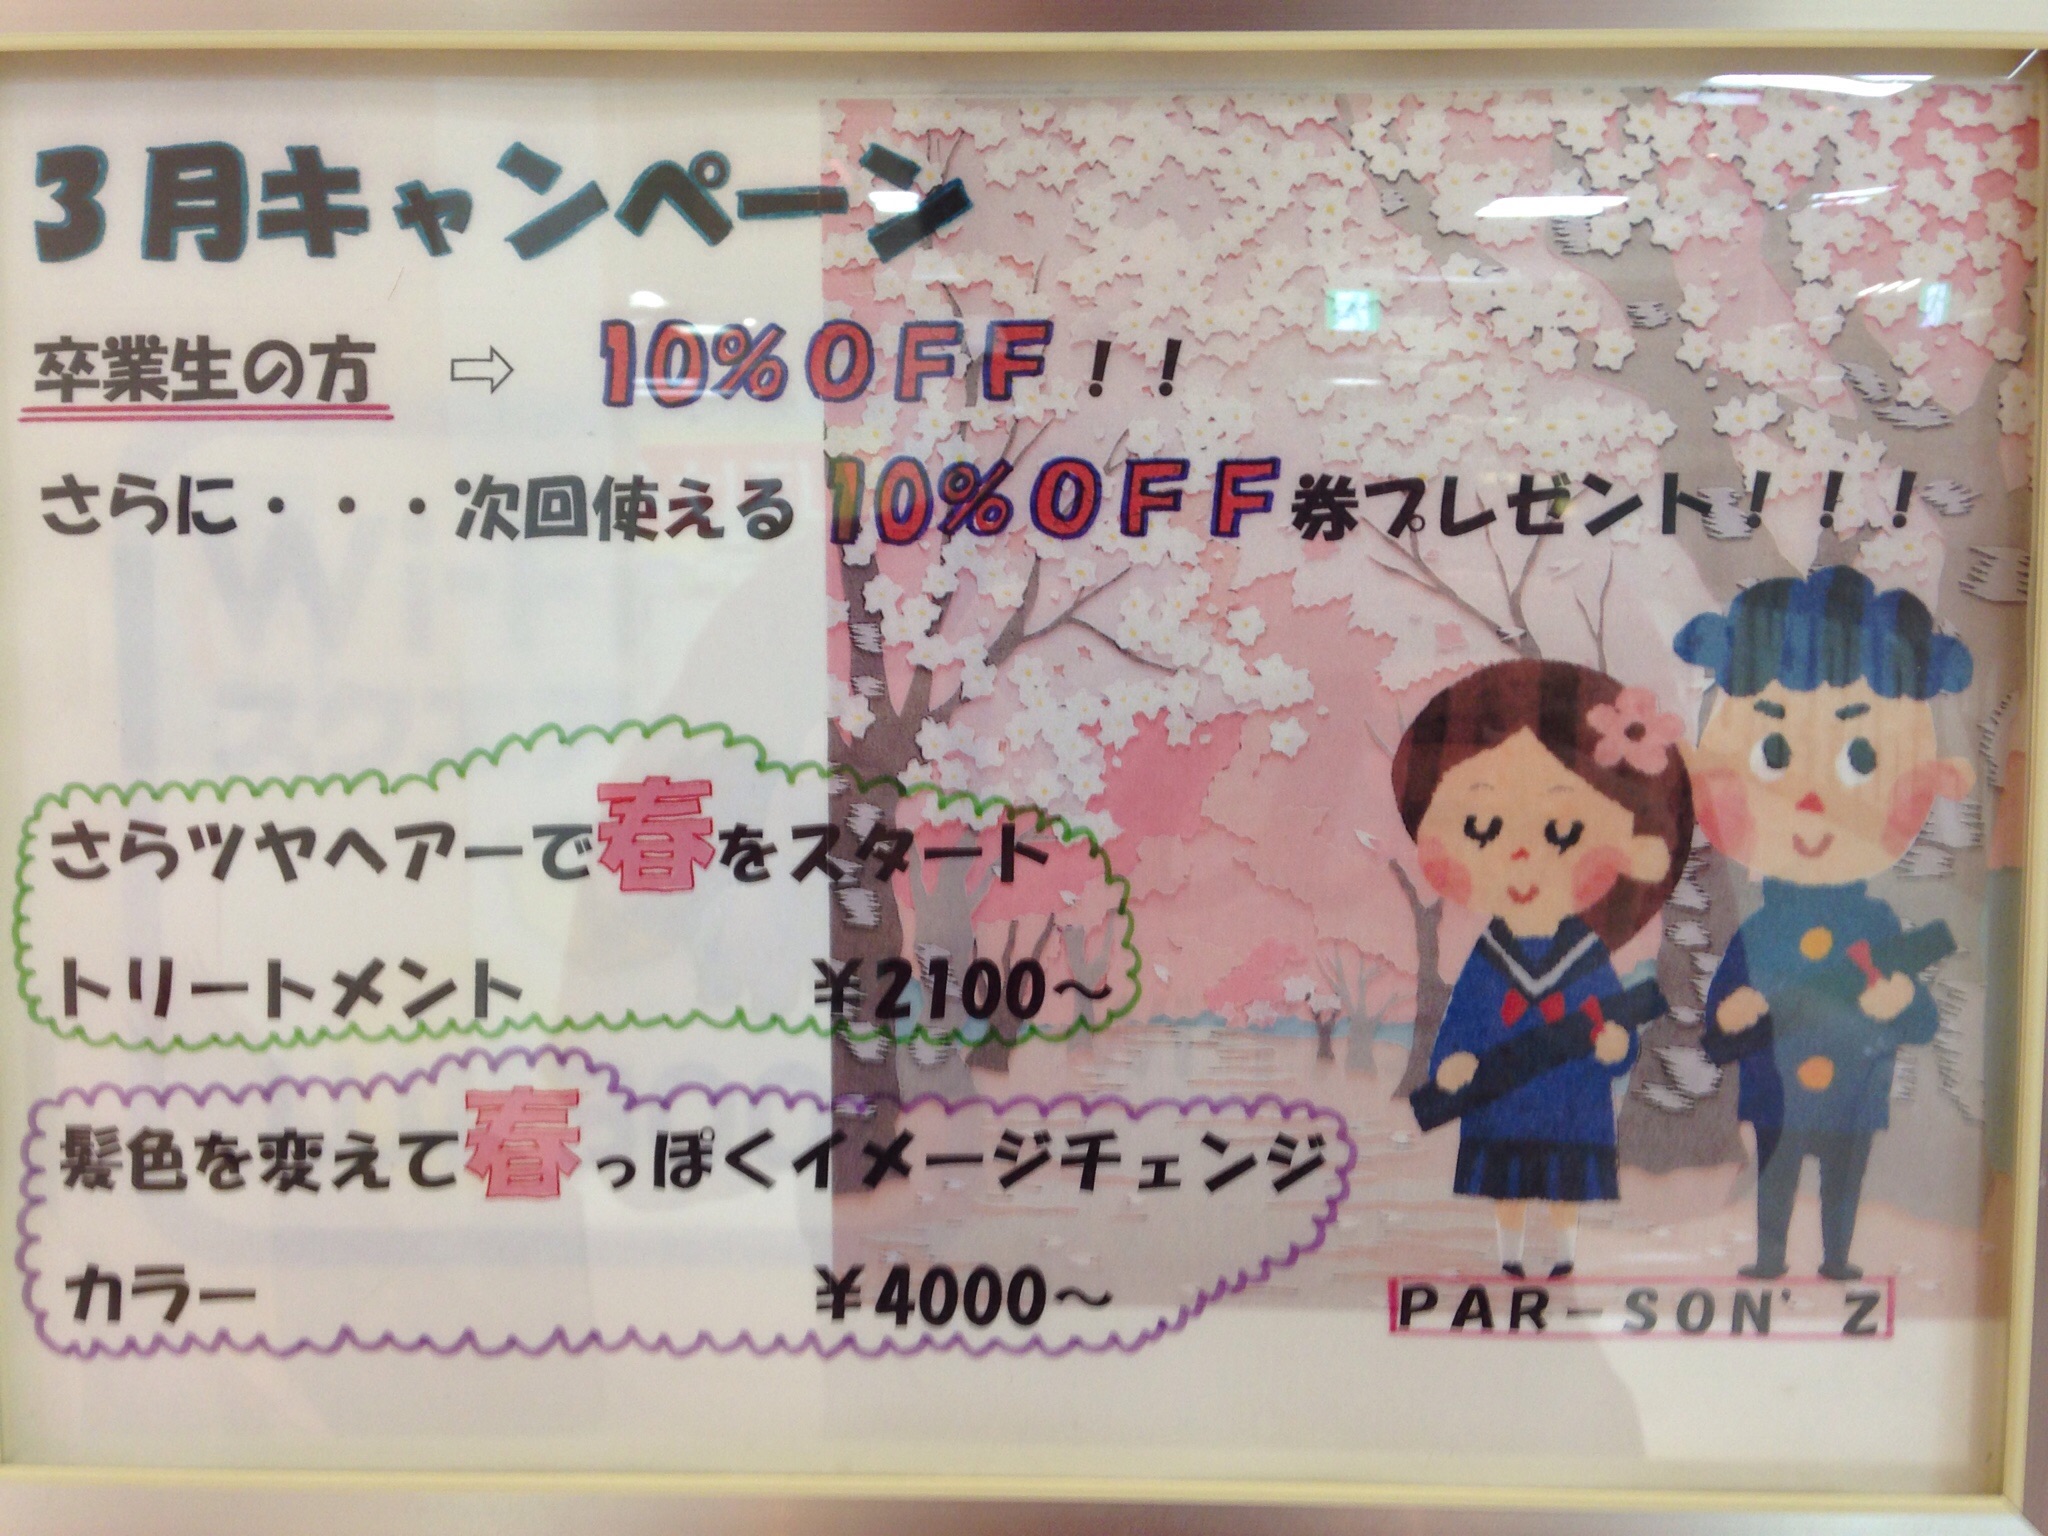 3月キャンペーン
卒業生の方 ⇨ 10%OFF!!
さらに・・・次回使える10%OFF券プレゼント!!!
さらツヤヘアーで春をスタート
トリートメント ¥2100~
髪色を変えて春っぽくイメージチェンジ
カラー ¥4000~
PAR-SON'Z